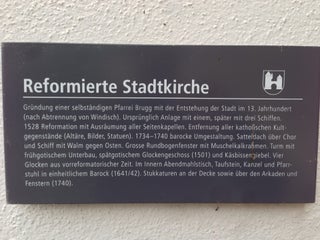 Reformierte Stadtkirche
Gründung einer selbständigen Pfarrei Brugg mit der Entstehung der Stadt im 13. Jahrhundert
(nach Abtrennung von Windisch). Ursprünglich Anlage mit einem, später mit drei Schiffen.
1528 Reformation mit Ausräumung aller Seitenkapellen. Entfernung aller katholischen Kult-
gegenstände (Altäre, Bilder, Statuen). 1734–1740 barocke Umgestaltung. Satteldach über Chor
und Schiff mit Walm gegen Osten. Grosse Rundbogenfenster mit Muschelkalkrahmen. Turm mit
frühgotischem Unterbau, spätgotischem Glockengeschoss (1501) und Käsbissengiebel. Vier
Glocken aus vorreformatorischer Zeit. Im Innern Abendmahlstisch, Taufstein, Kanzel und Pfarr-
stuhl in einheitlichem Barock (1641/42). Stukkaturen an der Decke sowie über den Arkaden und
Fenstern (1740).